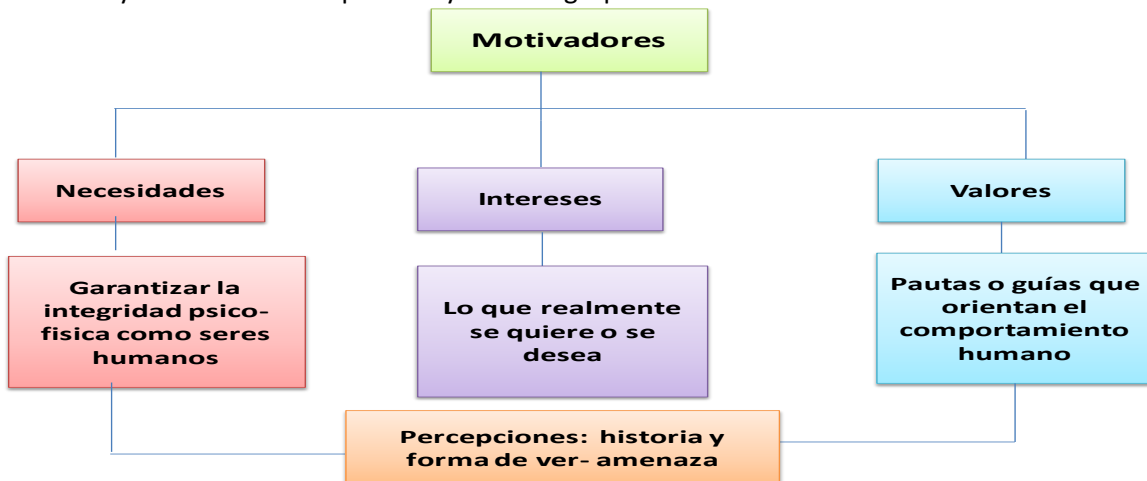 Motivadores
Necesidades
Intereses
Valores
Garantizar la
integridad psico-
fisica como seres
humanos
Lo que realmente
se quiere o se
desea
Pautas o guías que
orientan el
comportamiento
humano
Percepciones: historia y
forma de ver- amenaza